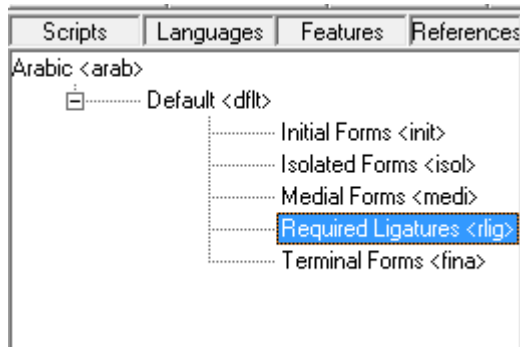 Scripts Languages Features References
Arabic <arab>
Default <dflt>
Initial Forms <init>
Isolated Forms <isol>
Medial Forms <medi>
Required Ligatures <rlig>
Terminal Forms <fina>